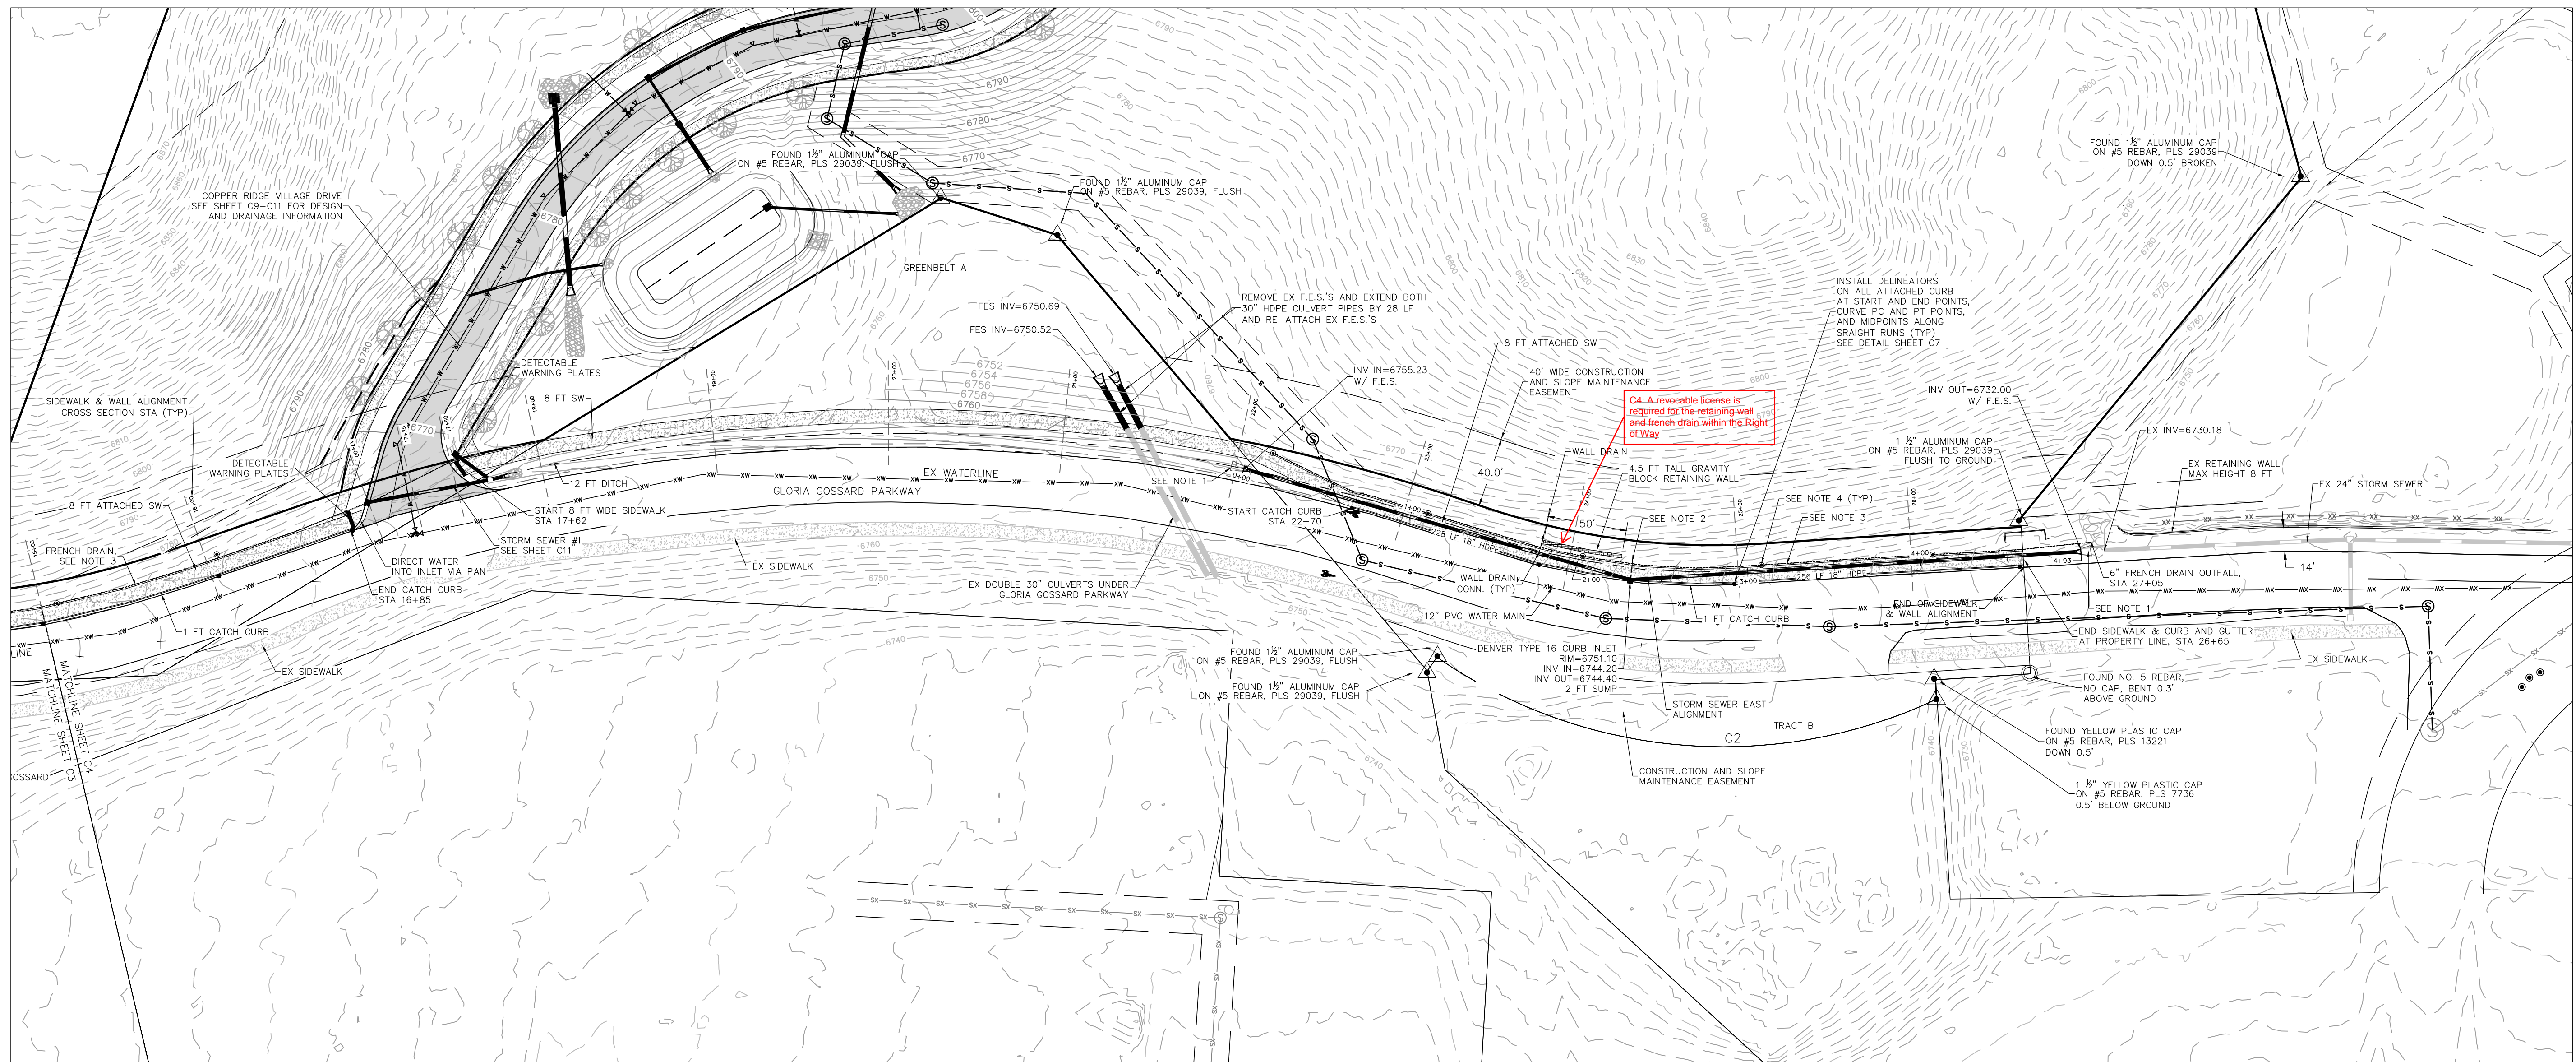 COPPER RIDGE VILLAGE DRIVE
SEE SHEET C9-C11 FOR DESIGN
AND DRAINAGE INFORMATION
FOUND 1½" ALUMINUM CAP
ON #5 REBAR, PLS 29039, FLUSH
FOUND 1½" ALUMINUM CAP
ON #5 REBAR, PLS 29039, FLUSH
FOUND 1½" ALUMINUM CAP
ON #5 REBAR, PLS 29039
DOWN 0.5' BROKEN
GREENBELT A
FES INV=6750.69
FES INV=6750.52
REMOVE EX F.E.S.'S AND EXTEND BOTH
30" HDPE CULVERT PIPES BY 28 LF
AND RE-ATTACH EX F.E.S.'S
INSTALL DELINEATORS
ON ALL ATTACHED CURB
AT START AND END POINTS,
CURVE PC AND PT POINTS,
AND MIDPOINTS ALONG
SRAIGHT RUNS (TYP)
SEE DETAIL SHEET C7
8 FT ATTACHED SW
INV IN=6755.23
W/ F.E.S.
40' WIDE CONSTRUCTION
AND SLOPE MAINTENANCE
EASEMENT
C4: A revocable license is
required for the retaining wall
and french drain within the Right
of Way
INV OUT=6732.00
W/ F.E.S.
EX INV=6730.18
1 ½" ALUMINUM CAP
ON #5 REBAR, PLS 29039
FLUSH TO GROUND
EX RETAINING WALL
MAX HEIGHT 8 FT
EX 24" STORM SEWER
SIDEWALK & WALL ALIGNMENT
CROSS SECTION STA (TYP)
DETECTABLE
WARNING PLATES
DETECTABLE
WARNING PLATES
8 FT SW
12 FT DITCH
6752
6754
6756
6758
6760
EX WATERLINE
GLORIA GOSSARD PARKWAY
SEE NOTE 1
40.0'
WALL DRAIN
4.5 FT TALL GRAVITY
BLOCK RETAINING WALL
50'
SEE NOTE 2
SEE NOTE 4 (TYP)
SEE NOTE 3
8 FT ATTACHED SW
START 8 FT WIDE SIDEWALK
STA 17+62
STORM SEWER #1
SEE SHEET C11
FRENCH DRAIN,
SEE NOTE 3
DIRECT WATER
INTO INLET VIA PAN
END CATCH CURB
STA 16+85
EX SIDEWALK
EX DOUBLE 30" CULVERTS UNDER
GLORIA GOSSARD PARKWAY
START CATCH CURB
STA 22+70
228 LF 18" HDPE
256 LF 18" HDPE
0+00
1+00
2+00
3+00
4+00
4+93
WALL DRAIN
CONN. (TYP)
12" PVC WATER MAIN
1 FT CATCH CURB
END OF SIDEWALK
& WALL ALIGNMENT
6" FRENCH DRAIN OUTFALL,
STA 27+05
14'
SEE NOTE 1
END SIDEWALK & CURB AND GUTTER
AT PROPERTY LINE, STA 26+65
EX SIDEWALK
1 FT CATCH CURB
EX SIDEWALK
LINE
MATCHLINE SHEET C4
MATCHLINE SHEET C3
GOSSARD
FOUND 1½" ALUMINUM CAP
ON #5 REBAR, PLS 29039, FLUSH
FOUND 1½" ALUMINUM CAP
ON #5 REBAR, PLS 29039, FLUSH
DENVER TYPE 16 CURB INLET
RIM=6751.10
INV IN=6744.20
INV OUT=6744.40
2 FT SUMP
STORM SEWER EAST
ALIGNMENT
TRACT B
C2
CONSTRUCTION AND SLOPE
MAINTENANCE EASEMENT
FOUND NO. 5 REBAR,
NO CAP, BENT 0.3'
ABOVE GROUND
FOUND YELLOW PLASTIC CAP
ON #5 REBAR, PLS 13221
DOWN 0.5'
1 ½" YELLOW PLASTIC CAP
ON #5 REBAR, PLS 7736
0.5' BELOW GROUND